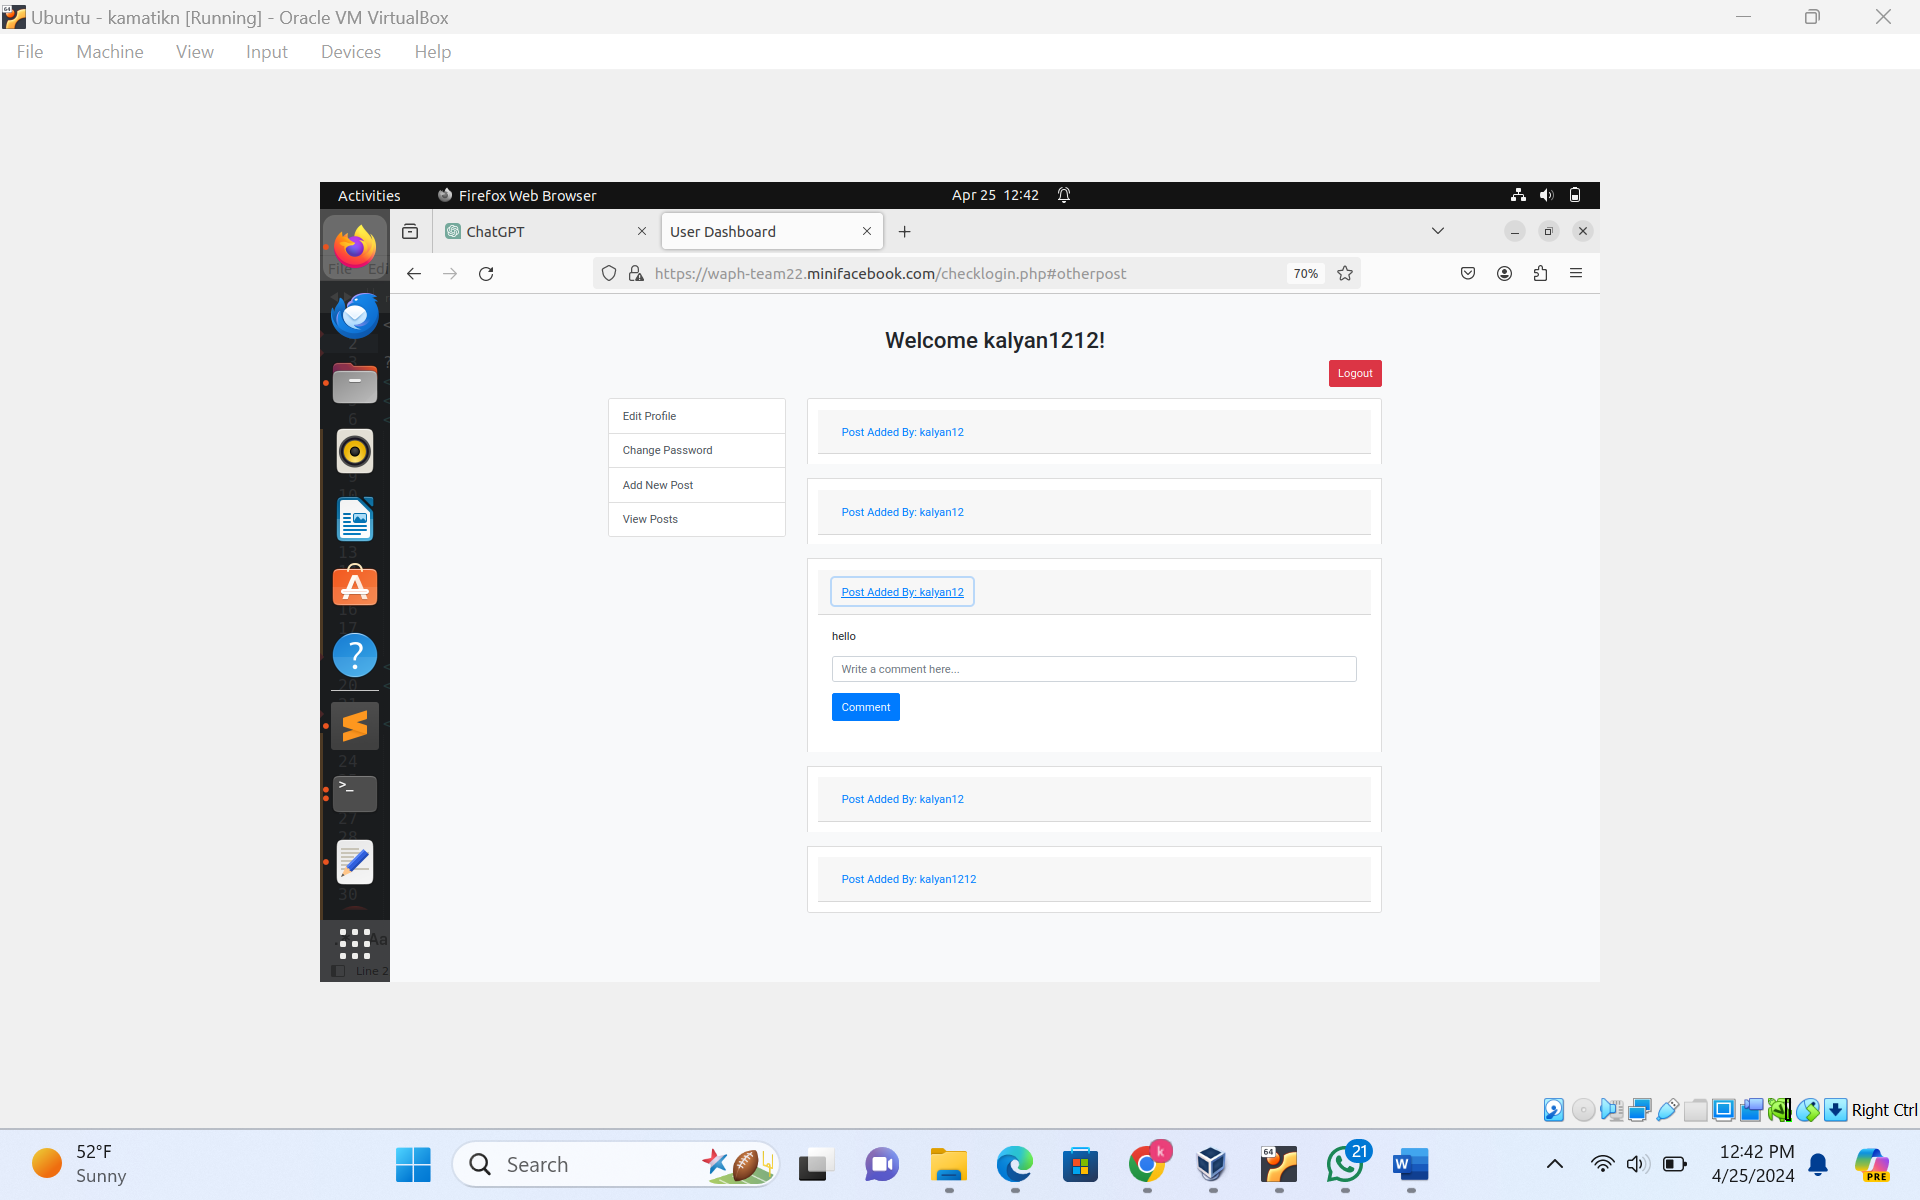 Ubuntu - kamatikn [Running] - Oracle VM VirtualBox
File Machine View Input Devices Help
Activities Firefox Web Browser Apr 25 12:42
ChatGPT
User Dashboard
https://waph-team22.minifacebook.com/checklogin.php#otherpost
70%
Welcome kalyan1212!
Logout
Edit Profile
Change Password
Add New Post
View Posts
Post Added By: kalyan12
Post Added By: kalyan12
Post Added By: kalyan12
hello
Write a comment here...
Comment
Post Added By: kalyan12
Post Added By: kalyan1212
Line 2
Right Ctrl
52°F
Sunny
Search
64
k
21
PRE
12:42 PM
4/25/2024